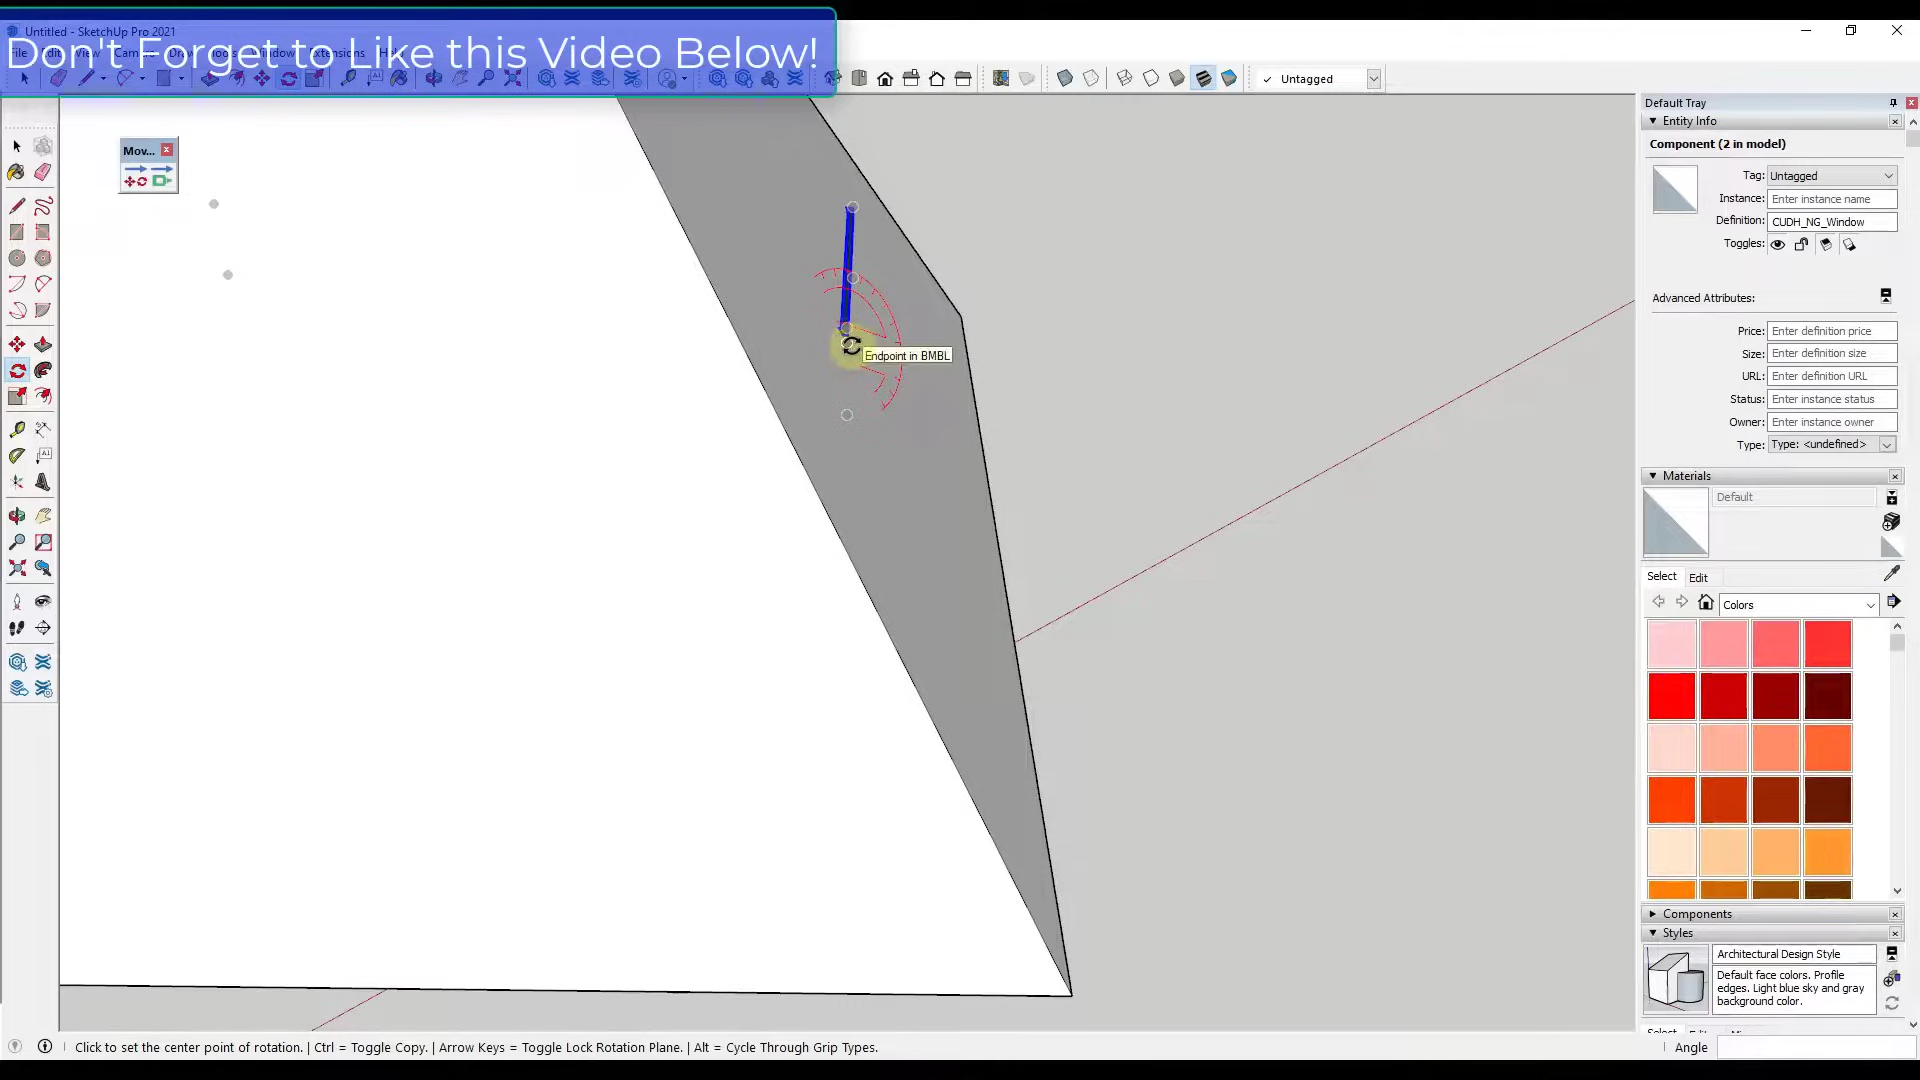 Untitled - SketchUp Pro 2021
Don't Forget to Like this Video Below!
Untagged
Default Tray
Entity Info
Component (2 in model)
Tag: Untagged
Instance: Enter instance name
Definition: CUDH_NG_Window
Toggles:
Advanced Attributes:
Price: Enter definition price
Size: Enter definition size
URL: Enter definition URL
Status: Enter instance status
Owner: Enter instance owner
Type: Type: <undefined>
Mov...
Endpoint in BMBL
Materials
Default
Select Edit
Colors
Components
Styles
Architectural Design Style
Default face colors. Profile
edges. Light blue sky and gray
background color.
Click to set the center point of rotation. | Ctrl = Toggle Copy. | Arrow Keys = Toggle Lock Rotation Plane. | Alt = Cycle Through Grip Types.
Angle